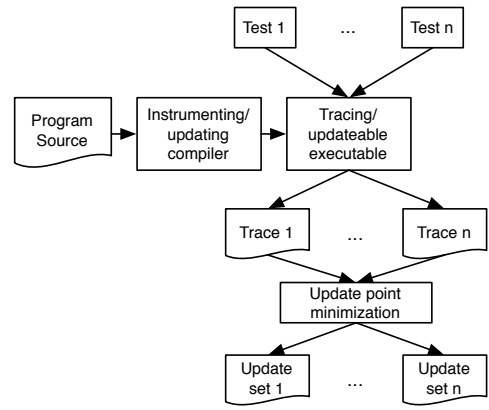 Test 1
...
Test n
Program
Source
Instrumenting/
updating
compiler
Tracing/
updateable
executable
Trace 1
...
Trace n
Update point
minimization
Update
set 1
...
Update
set n